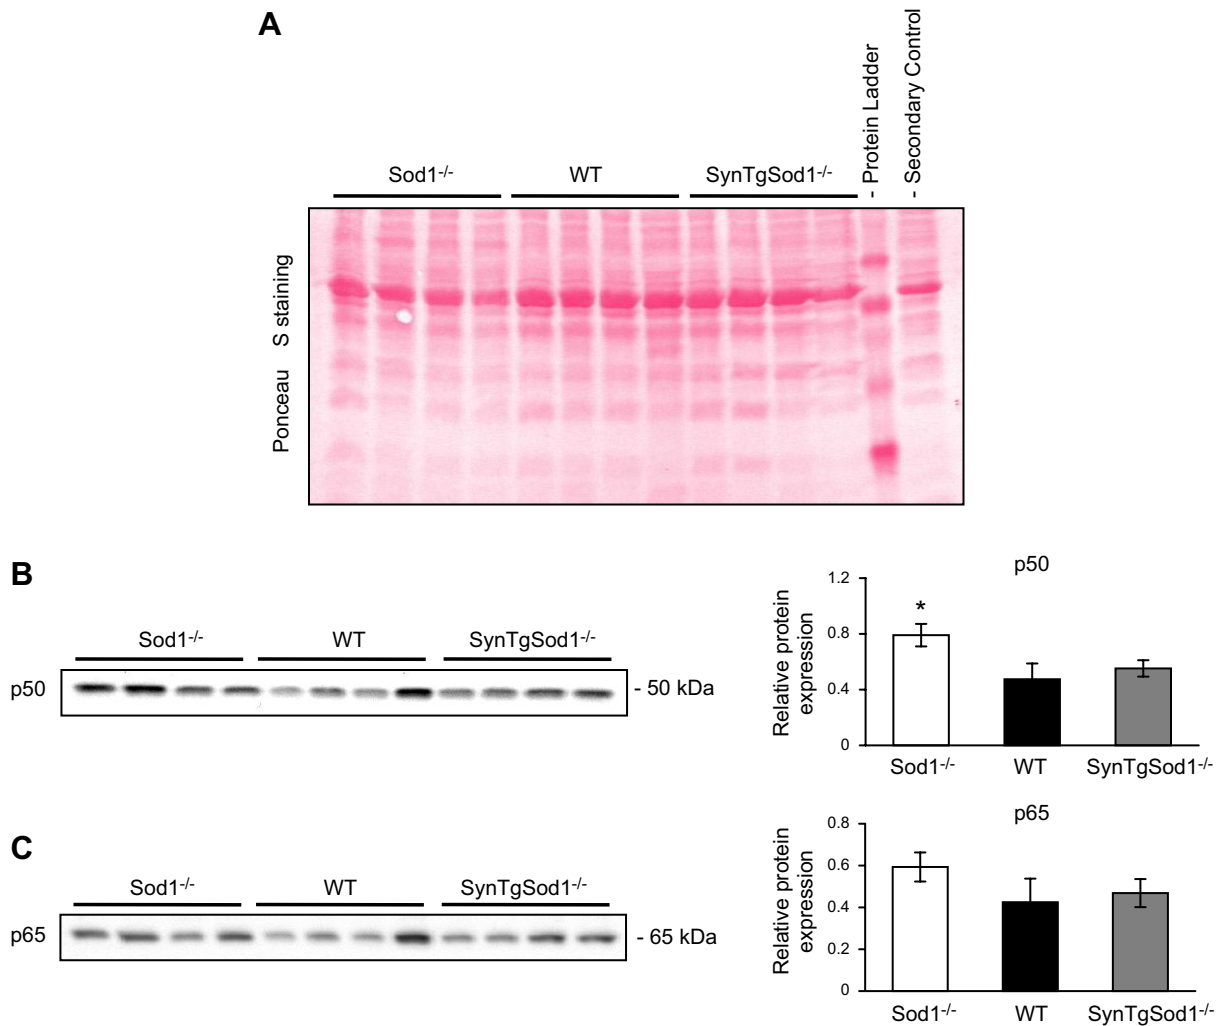 A
- Protein Ladder
- Secondary Control
Sod1-/-
WT
SynTgSod1-/-
Ponceau S staining
B
Sod1-/-
WT
SynTgSod1-/-
p50
- 50 kDa
p50
Relative protein
expression
1.2
0.8
0.4
0
*
Sod1-/-
WT
SynTgSod1-/-
C
Sod1-/-
WT
SynTgSod1-/-
p65
- 65 kDa
p65
Relative protein
expression
0.8
0.6
0.4
0.2
0
Sod1-/-
WT
SynTgSod1-/-